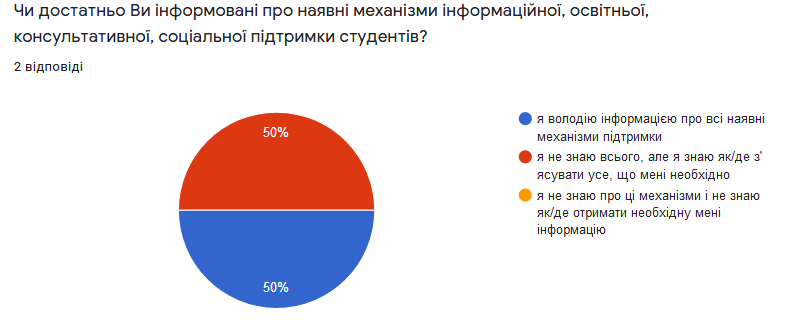 Чи достатньо Ви інформовані про наявні механізми інформаційної, освітньої,
консультативної, соціальної підтримки студентів?
2 відповіді
50%
50%
я володію інформацією про всі наявні
механізми підтримки
я не знаю всього, але я знаю як/де з'
ясувати усе, що мені необхідно
я не знаю про ці механізми і не знаю
як/де отримати необхідну мені
інформацію